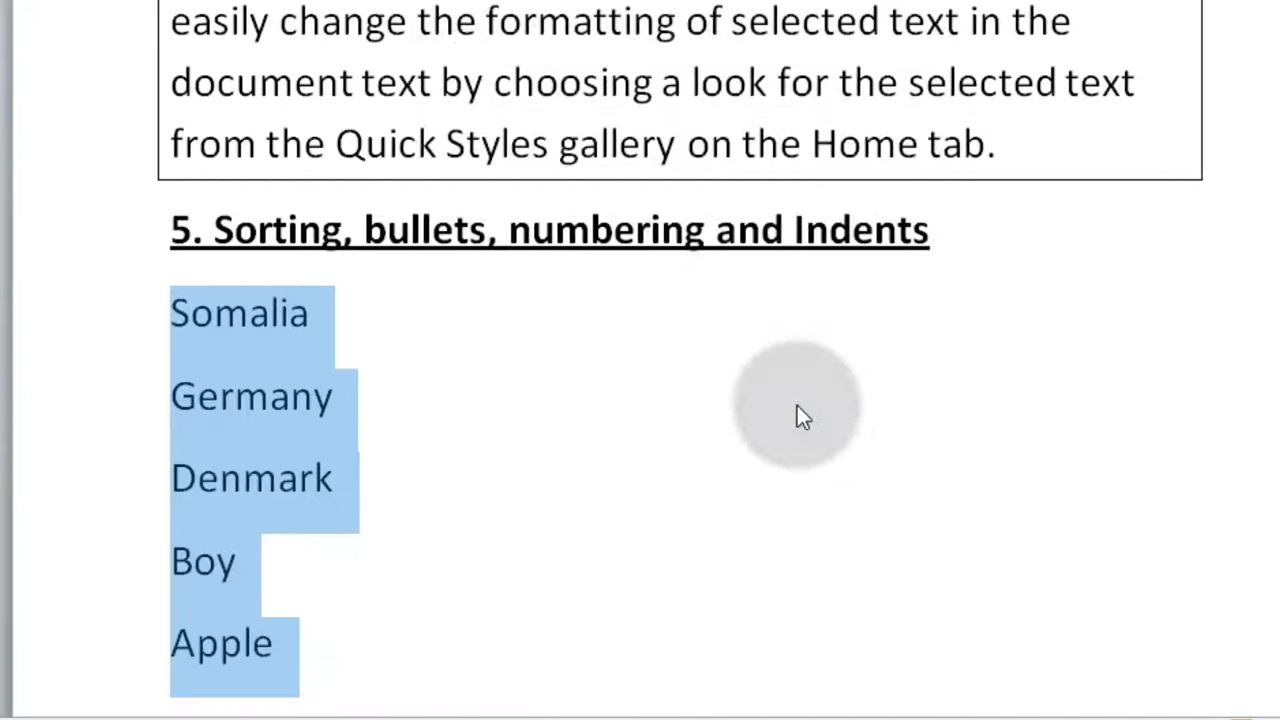 easily change the formatting of selected text in the
document text by choosing a look for the selected text
from the Quick Styles gallery on the Home tab.
5. Sorting, bullets, numbering and Indents
Somalia
Germany
Denmark
Boy
Apple